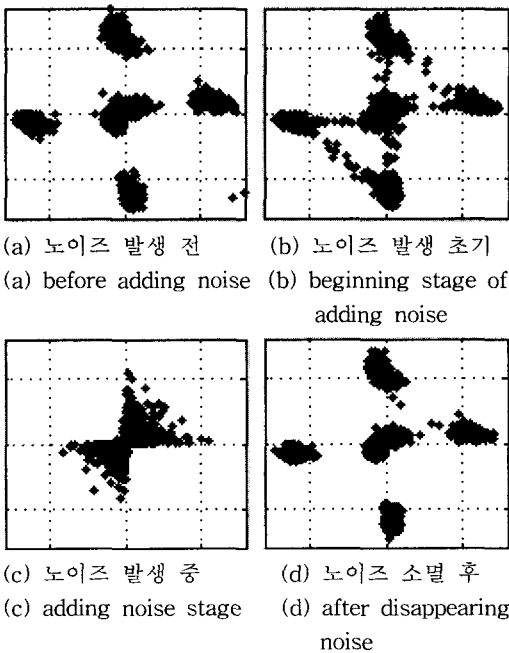 (a) 노이즈 발생 전
(a) before adding noise
(b) 노이즈 발생 초기
(b) beginning stage of
adding noise
(c) 노이즈 발생 중
(c) adding noise stage
(d) 노이즈 소멸 후
(d) after disappearing
noise